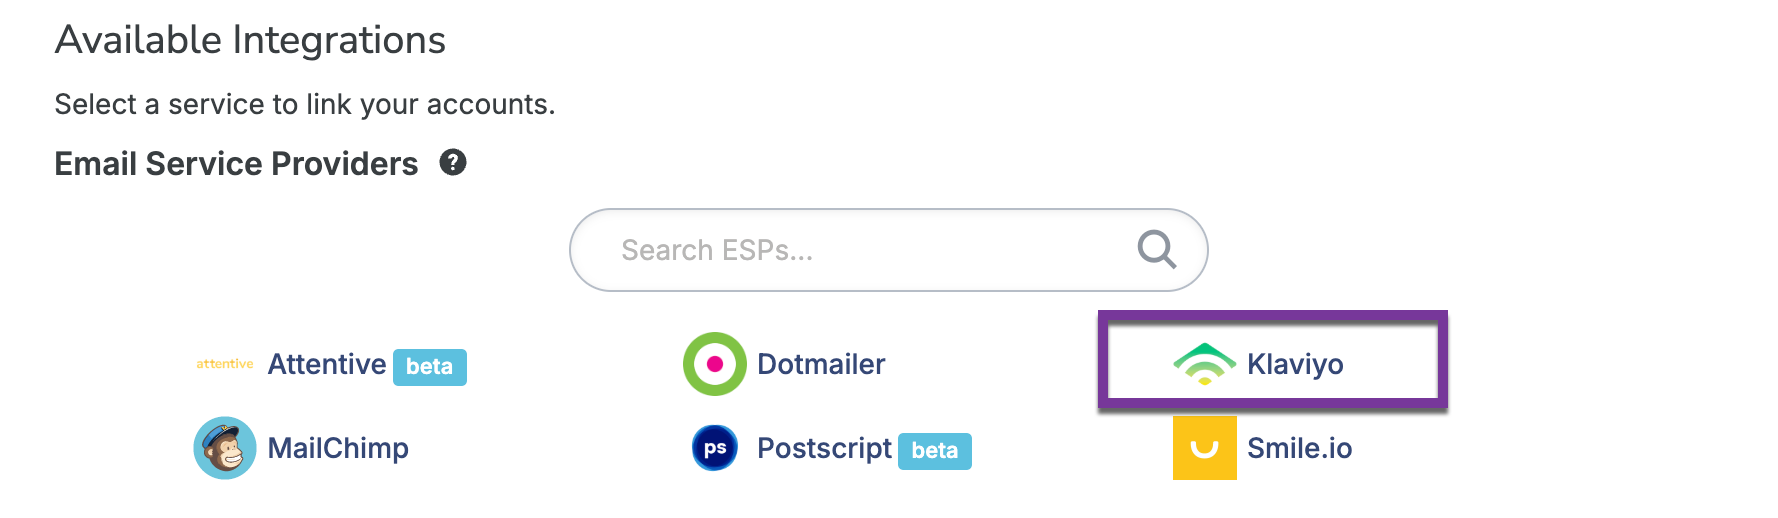 Available Integrations
Select a service to link your accounts.
Email Service Providers ?
Search ESPs...
attentive Attentive beta
Dotmailer
Klaviyo
MailChimp
ps Postscript beta
Smile.io